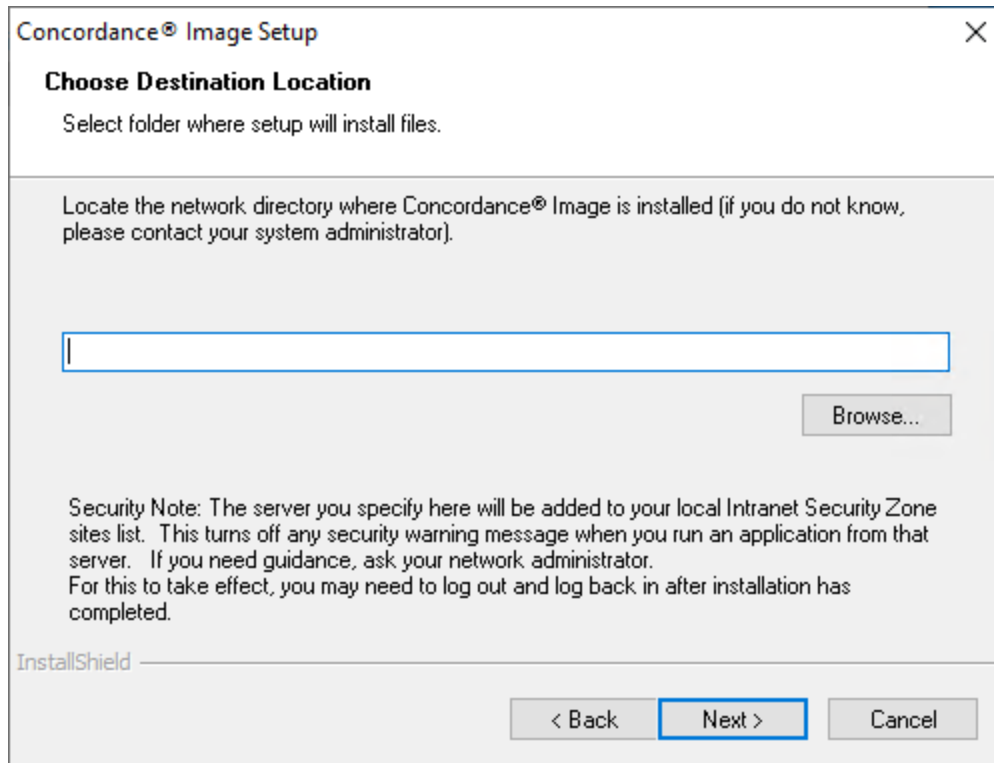 Concordance® Image Setup
Choose Destination Location
Select folder where setup will install files.
Locate the network directory where Concordance® Image is installed (if you do not know,
please contact your system administrator).
Browse...
Security Note: The server you specify here will be added to your local Intranet Security Zone
sites list.  This turns off any security warning message when you run an application from that
server.   If you need guidance, ask your network administrator.
For this to take effect, you may need to log out and log back in after installation has
completed.
InstallShield
< Back
Next >
Cancel